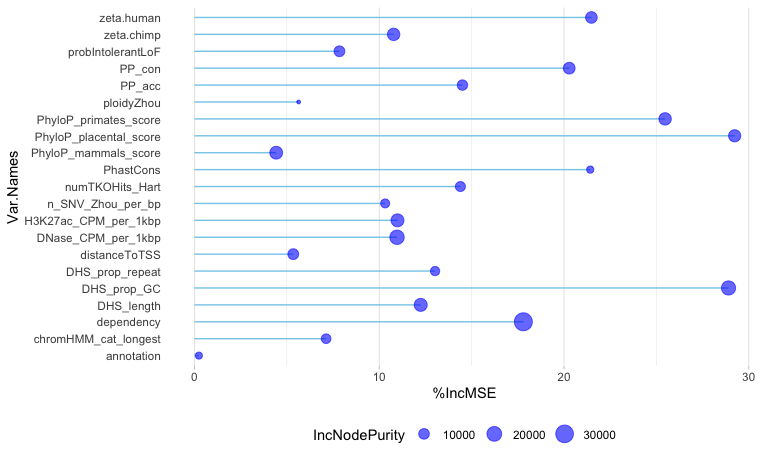 Var.Names
zeta.human
zeta.chimp
probIntolerantLoF
PP_con
PP_acc
ploidyZhou
PhyloP_primates_score
PhyloP_placental_score
PhyloP_mammals_score
PhastCons
numTKOHits_Hart
n_SNV_Zhou_per_bp
H3K27ac_CPM_per_1kbp
DNase_CPM_per_1kbp
distanceToTSS
DHS_prop_repeat
DHS_prop_GC
DHS_length
dependency
chromHMM_cat_longest
annotation
0 10 20 30
%IncMSE
IncNodePurity 10000 20000 30000